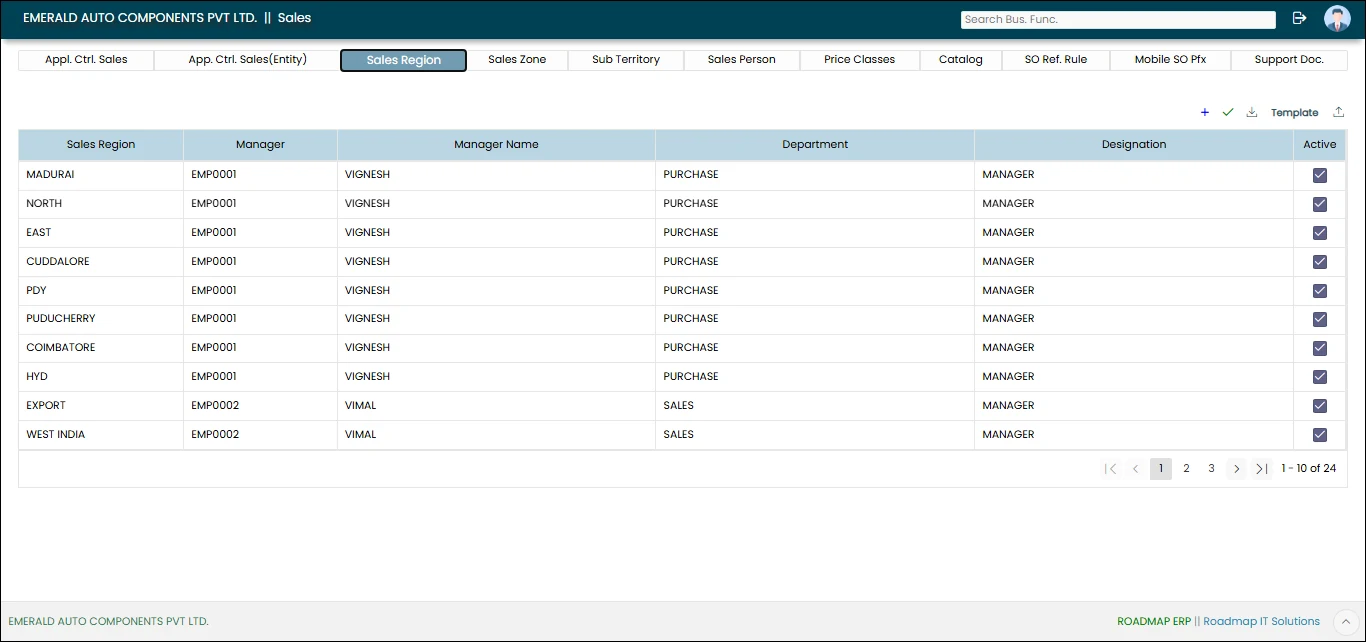 EMERALD AUTO COMPONENTS PVT LTD. || Sales Search Bus. Func.
Appl. Ctrl. Sales App. Ctrl. Sales(Entity) Sales Region Sales Zone Sub Territory Sales Person Price Classes Catalog SO Ref. Rule Mobile SO Pfx Support Doc.
+ Template
Sales Region Manager Manager Name Department Designation Active
MADURAI EMP0001 VIGNESH PURCHASE MANAGER
NORTH EMP0001 VIGNESH PURCHASE MANAGER
EAST EMP0001 VIGNESH PURCHASE MANAGER
CUDDALORE EMP0001 VIGNESH PURCHASE MANAGER
PDY EMP0001 VIGNESH PURCHASE MANAGER
PUDUCHERRY EMP0001 VIGNESH PURCHASE MANAGER
COIMBATORE EMP0001 VIGNESH PURCHASE MANAGER
HYD EMP0001 VIGNESH PURCHASE MANAGER
EXPORT EMP0002 VIMAL SALES MANAGER
WEST INDIA EMP0002 VIMAL SALES MANAGER
1 2 3 1 - 10 of 24
EMERALD AUTO COMPONENTS PVT LTD. ROADMAP ERP || Roadmap IT Solutions